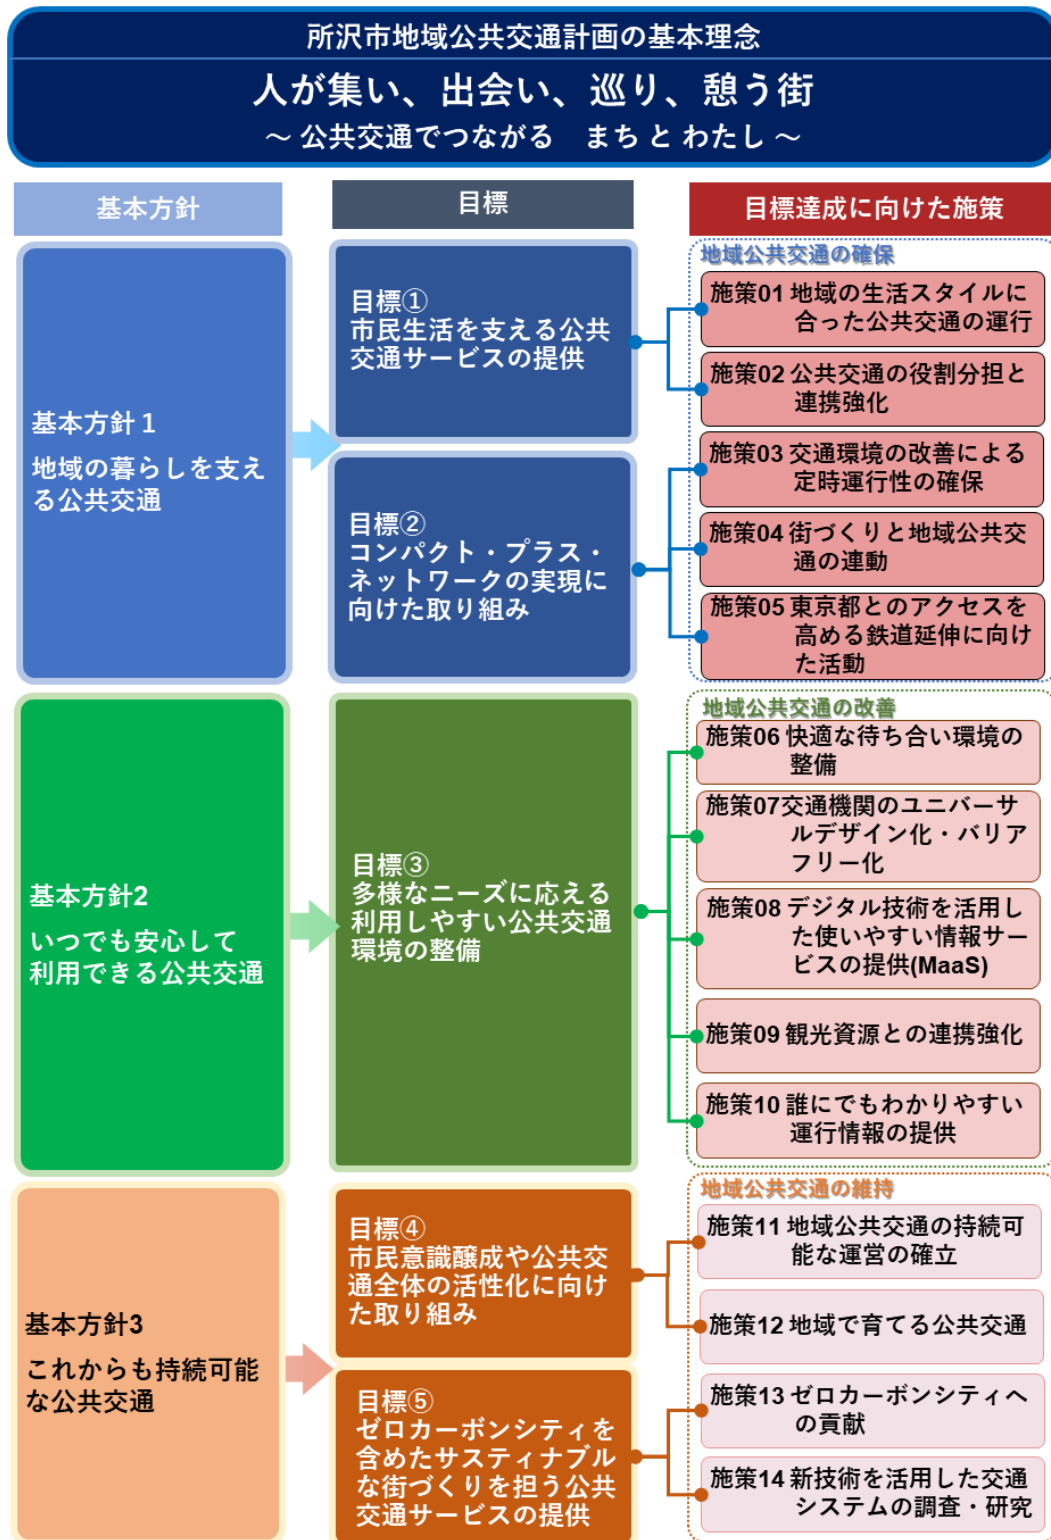 所沢市地域公共交通計画の基本理念
人が集い、出会い、巡り、憩う街
～ 公共交通でつながる　まち と わたし ～
基本方針
目標
目標達成に向けた施策
基本方針１
地域の暮らしを支え
る公共交通
目標①
市民生活を支える公共
交通サービスの提供
目標②
コンパクト・プラス・
ネットワークの実現に
向けた取り組み
地域公共交通の確保
施策01 地域の生活スタイルに
合った公共交通の運行
施策02 公共交通の役割分担と
連携強化
施策03 交通環境の改善による
定時運行性の確保
施策04 街づくりと地域公共交
通の連動
施策05 東京都とのアクセスを
高める鉄道延伸に向け
た活動
基本方針2
いつでも安心して
利用できる公共交通
目標③
多様なニーズに応える
利用しやすい公共交通
環境の整備
地域公共交通の改善
施策06 快適な待ち合い環境の
整備
施策07交通機関のユニバーサ
ルデザイン化・バリア
フリー化
施策08 デジタル技術を活用し
た使いやすい情報サー
ビスの提供(MaaS)
施策09 観光資源との連携強化
施策10 誰にでもわかりやすい
運行情報の提供
基本方針3
これからも持続可能
な公共交通
目標④
市民意識醸成や公共交
通全体の活性化に向け
た取り組み
目標⑤
ゼロカーボンシティを
含めたサスティナブル
な街づくりを担う公共
交通サービスの提供
地域公共交通の維持
施策11 地域公共交通の持続可
能な運営の確立
施策12 地域で育てる公共交通
施策13 ゼロカーボンシティへ
の貢献
施策14 新技術を活用した交通
システムの調査・研究